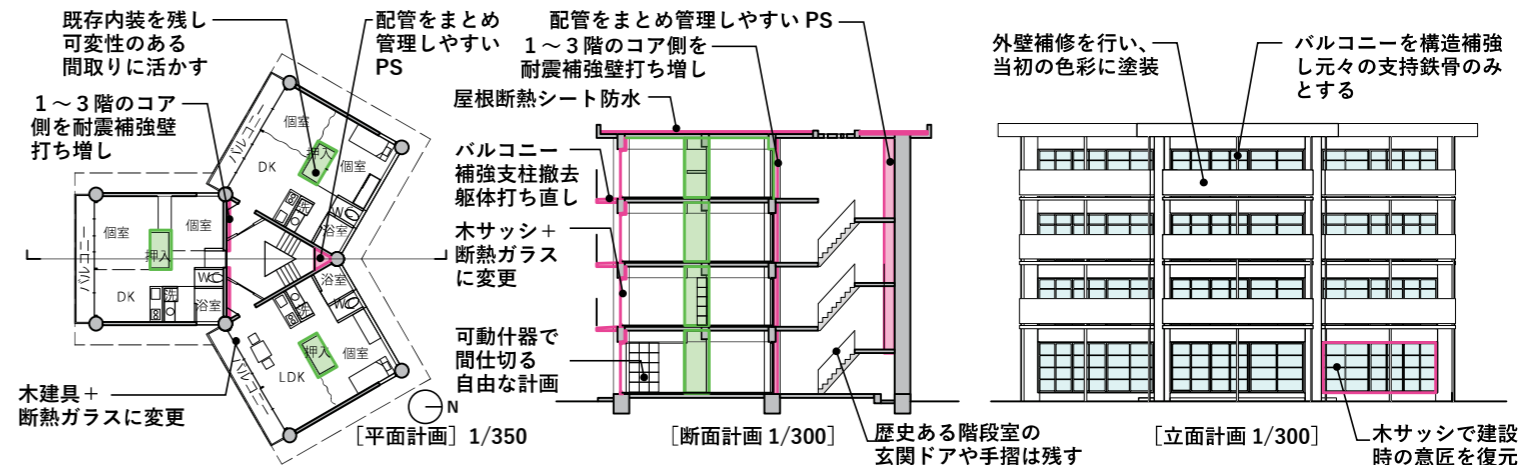 既存内装を残し
可変性のある
間取りに活かす
配管をまとめ
管理しやすい
PS
1～3階のコア
側を耐震補強壁
打ち増し
個室
押入
個室
DK
バルコニー
洗
WC
浴室
個室
個室
押入
バルコニー
DK
洗
WC
浴室
浴室
WC
洗
押入
個室
LDK
バルコニー
木建具＋
断熱ガラスに変更
N
［平面計画］1/350
配管をまとめ管理しやすい PS
1～3階のコア側を
耐震補強壁打ち増し
屋根断熱シート防水
バルコニー
補強支柱撤去
躯体打ち直し
木サッシ＋
断熱ガラス
に変更
可動什器で
間仕切る
自由な計画
［断面計画 1/300］
歴史ある階段室の
玄関ドアや手摺は残す
外壁補修を行い、
当初の色彩に塗装
バルコニーを構造補強
し元々の支持鉄骨のみ
とする
［立面計画 1/300］
木サッシで建設
時の意匠を復元